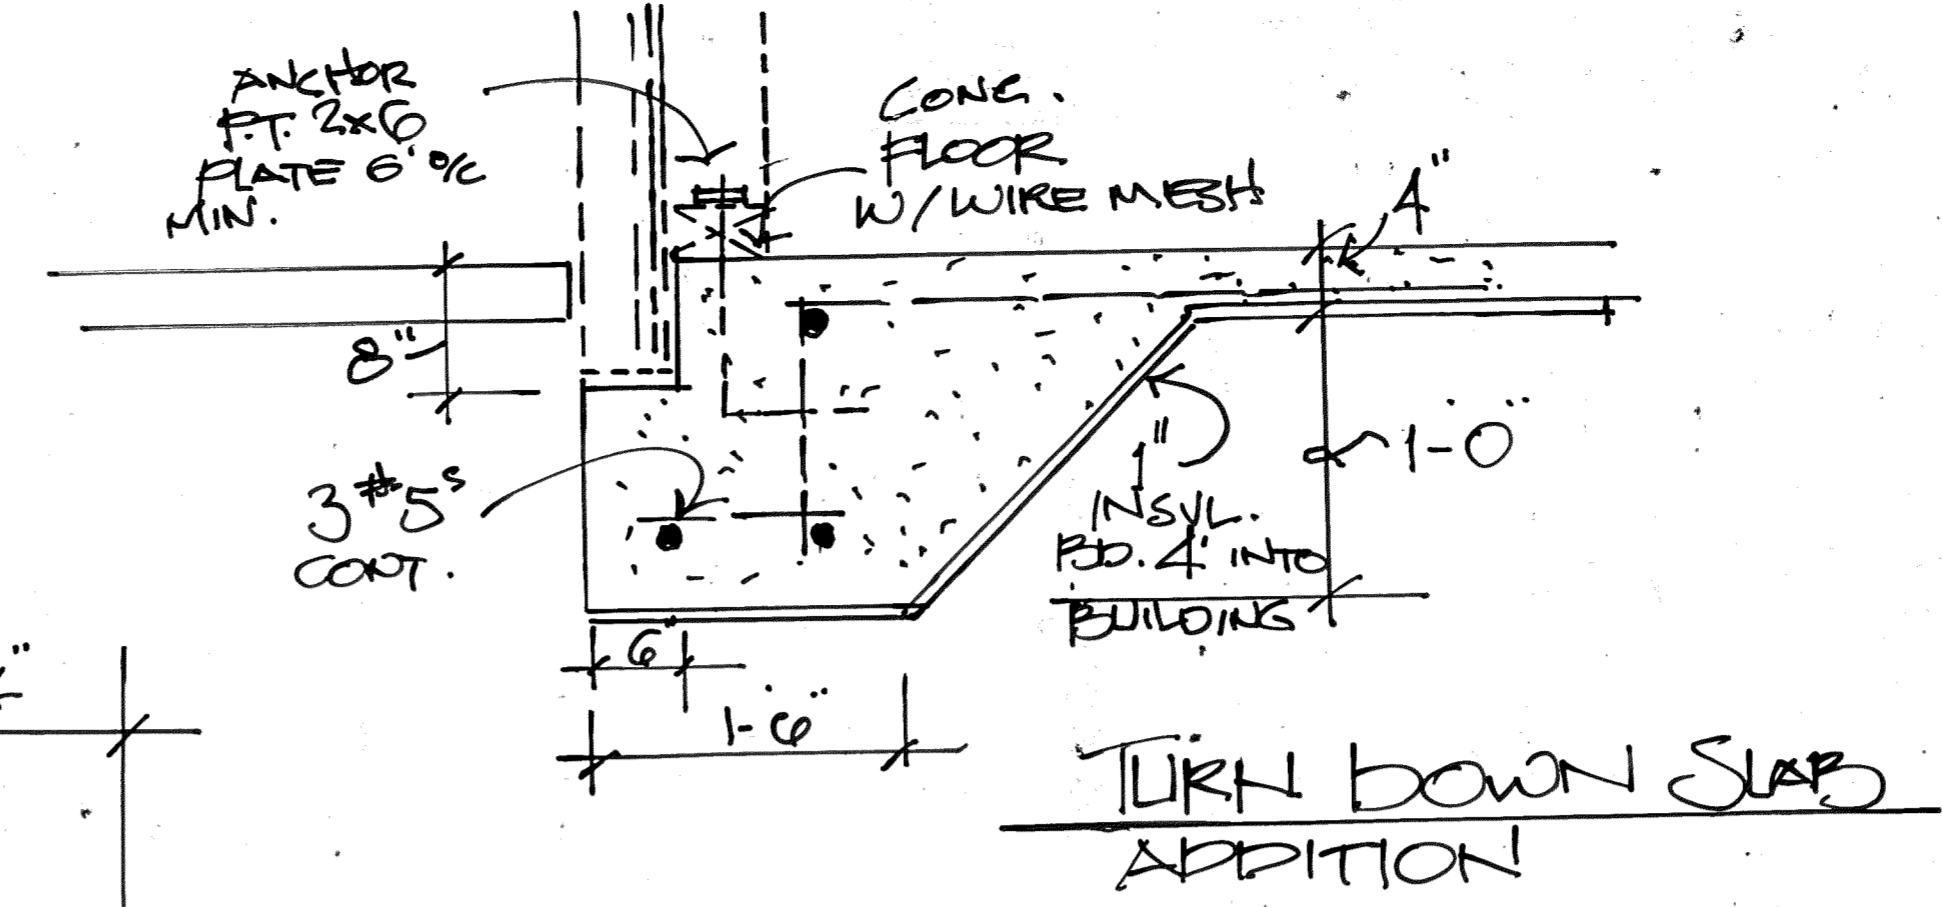 ANCHOR
P.T. 2x6
PLATE 6' o/c
MIN.
CONC.
FLOOR
W/WIRE MESH
4"
8"
3 #5s
CONT.
1"
INSUL.
BD. 4' INTO
BUILDING
1'-0"
6"
1'-6"
TURN DOWN SLAB
ADDITION